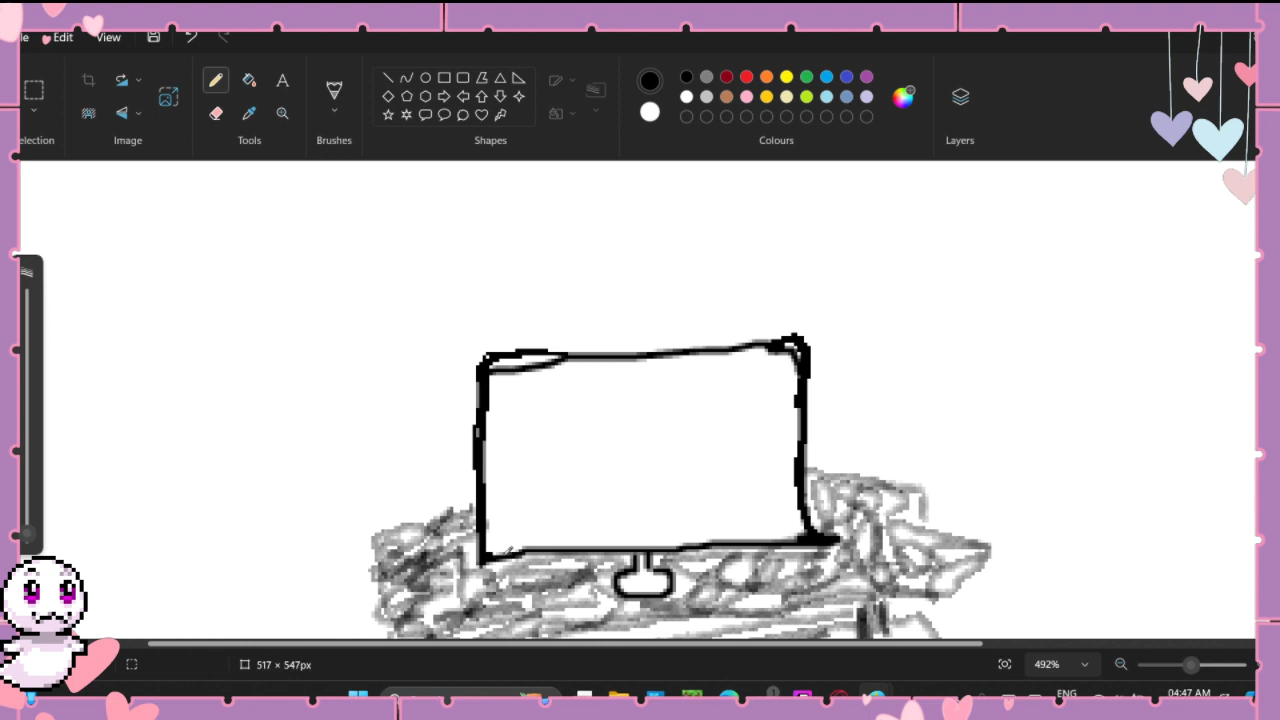 le Edit View
election Image Tools Brushes Shapes Colours Layers
517 × 547px 492%
ENG 04:47 AM